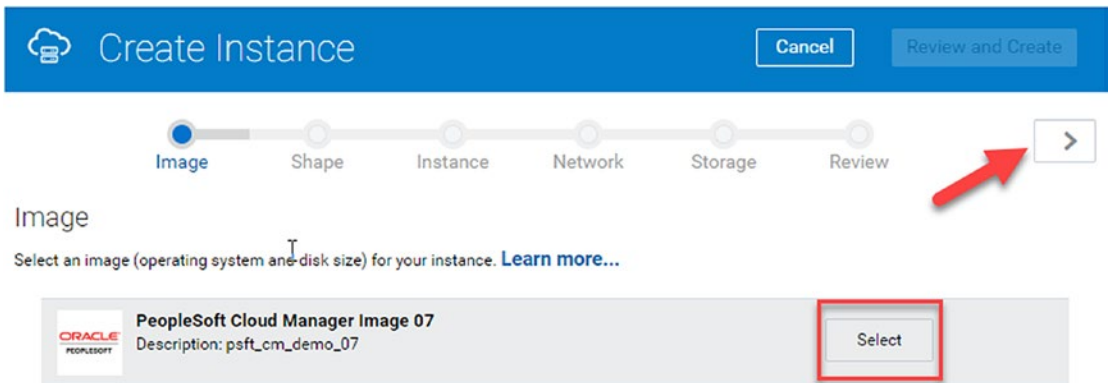 Create Instance
Cancel
Review and Create
Image
Shape
Instance
Network
Storage
Review
Image
Select an image (operating system and disk size) for your instance. Learn more...
ORACLE
PEOPLESOFT
PeopleSoft Cloud Manager Image 07
Description: psft_cm_demo_07
Select